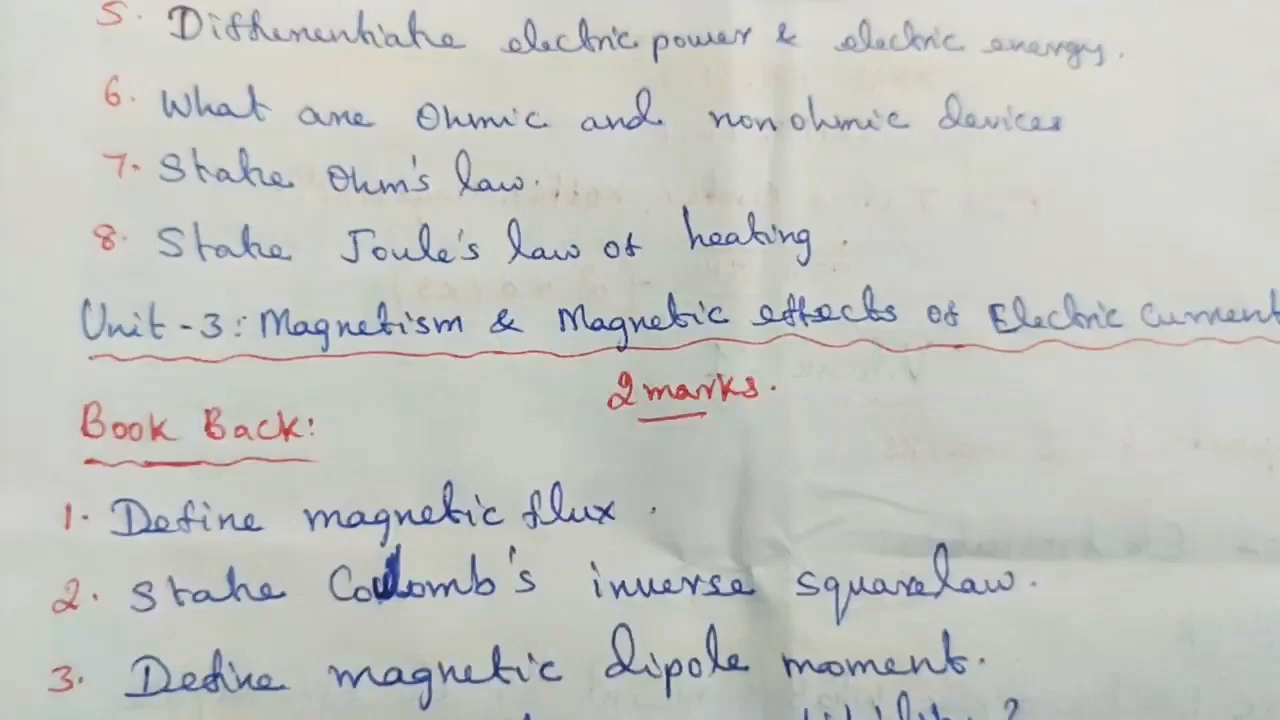 5. Differentiate electric power & electric energy.
6. What are Ohmic and non ohmic devices
7. State Ohm's law.
8. State Joule's law of heating.
Unit-3: Magnetism & Magnetic effects of Electric Current
2 marks.
Book Back:
1. Define magnetic flux.
2. State Coulomb's inverse square law.
3. Define magnetic dipole moment.